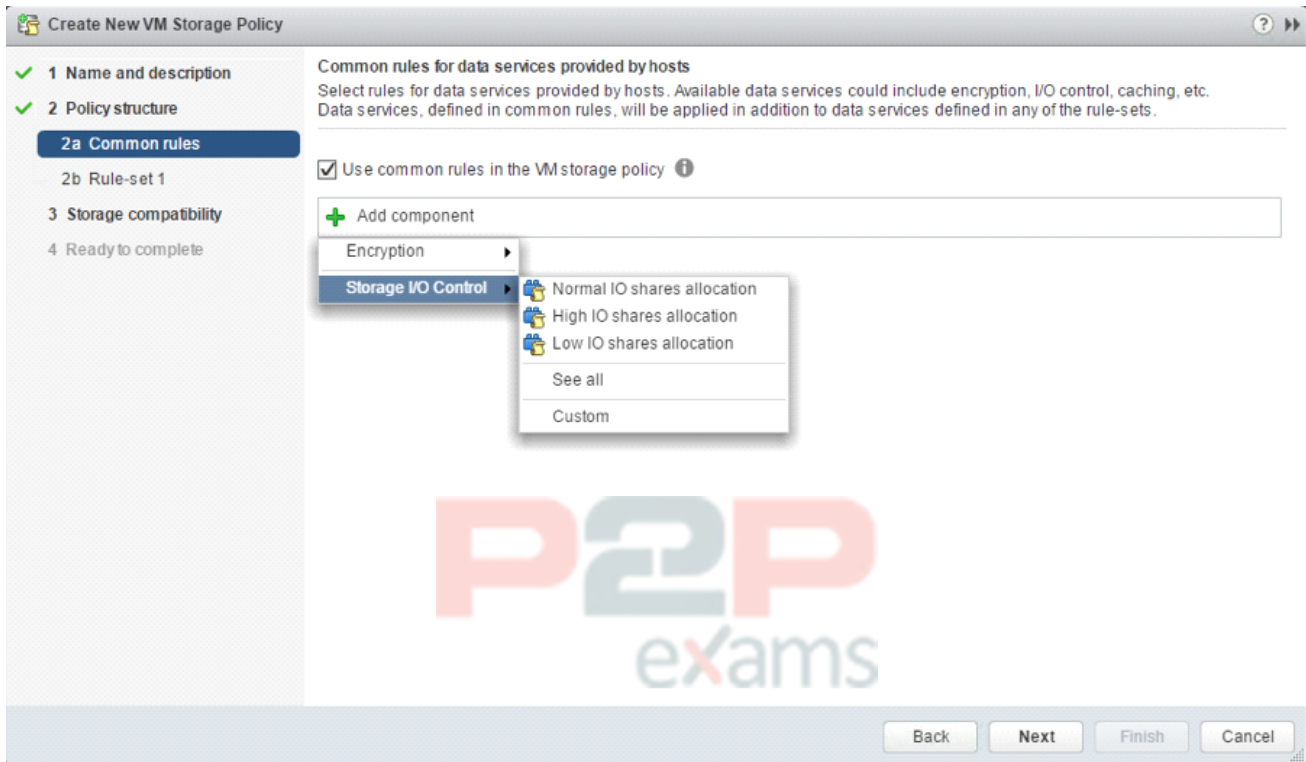 Create New VM Storage Policy
1 Name and description
2 Policy structure
2a Common rules
2b Rule-set 1
3 Storage compatibility
4 Ready to complete
Common rules for data services provided by hosts
Select rules for data services provided by hosts. Available data services could include encryption, I/O control, caching, etc.
Data services, defined in common rules, will be applied in addition to data services defined in any of the rule-sets.
Use common rules in the VM storage policy
Add component
Encryption
Storage I/O Control
Normal IO shares allocation
High IO shares allocation
Low IO shares allocation
See all
Custom
P2P
exams
Back Next Finish Cancel